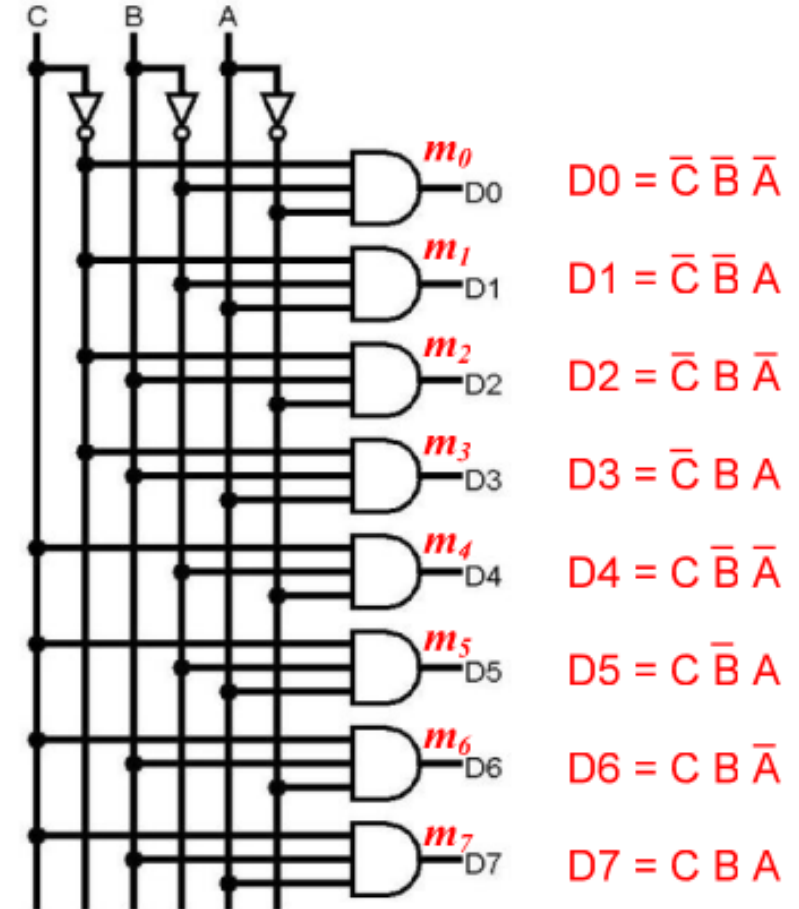 C B A
m₀ D0 D0 = C̅ B̅ A̅
m₁ D1 D1 = C̅ B̅ A
m₂ D2 D2 = C̅ B A̅
m₃ D3 D3 = C̅ B A
m₄ D4 D4 = C B̅ A̅
m₅ D5 D5 = C B̅ A
m₆ D6 D6 = C B A̅
m₇ D7 D7 = C B A